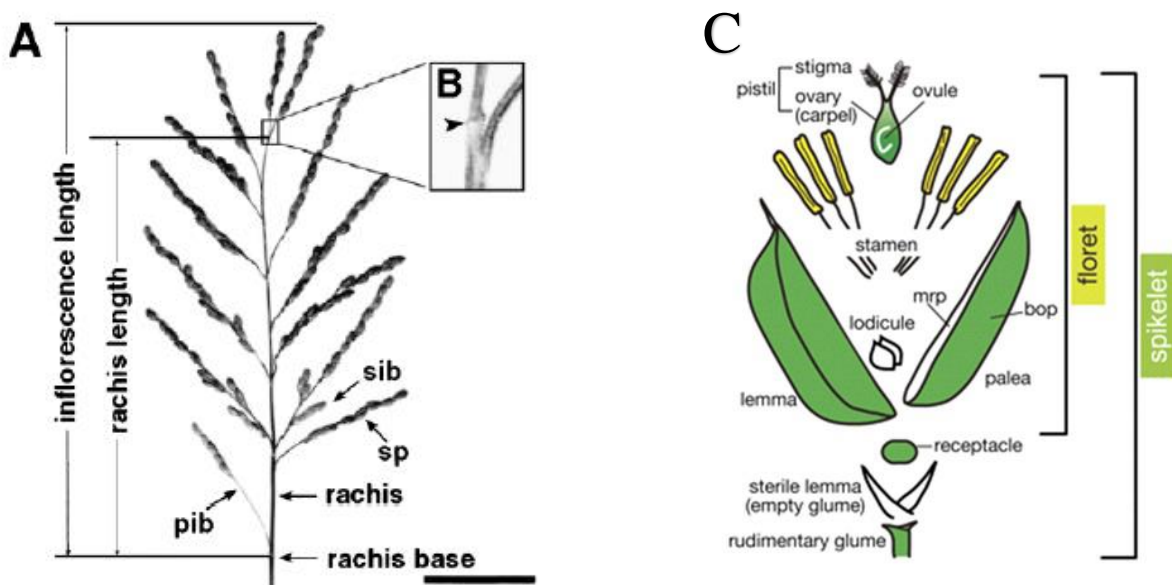 A
inflorescence length
rachis length
B
sib
sp
rachis
pib
rachis base
C
stigma
pistil
ovary
(carpel)
ovule
stamen
mrp
bop
lodicule
palea
lemma
receptacle
sterile lemma
(empty glume)
rudimentary glume
floret
spikelet